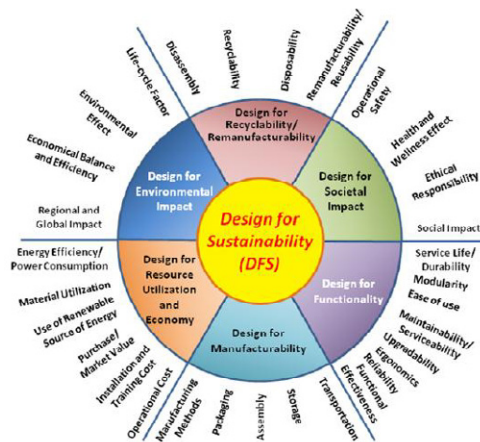 Design for
Sustainability
(DFS)
Design for
Recyclability/
Remanufacturability
Disassembly
Recyclability
Disposability
Remanufacturability/
Reusability
Design for
Societal
Impact
Operational
Safety
Health and
Wellness Effect
Ethical
Responsibility
Social Impact
Design for
Functionality
Service Life/
Durability
Modularity
Ease of use
Maintainability/
Serviceability
Upgradability
Ergonomics
Reliability
Functional
Effectiveness
Design for
Manufacturability
Transportation
Storage
Assembly
Packaging
Manufacturing
Methods
Design for
Resource
Utilization and
Economy
Operational Cost
Installation and
Training Cost
Purchase/
Market Value
Use of Renewable
Source of Energy
Material Utilization
Energy Efficiency/
Power Consumption
Design for
Environmental
Impact
Regional and
Global Impact
Economical Balance
and Efficiency
Environmental
Effect
Life-cycle Factor